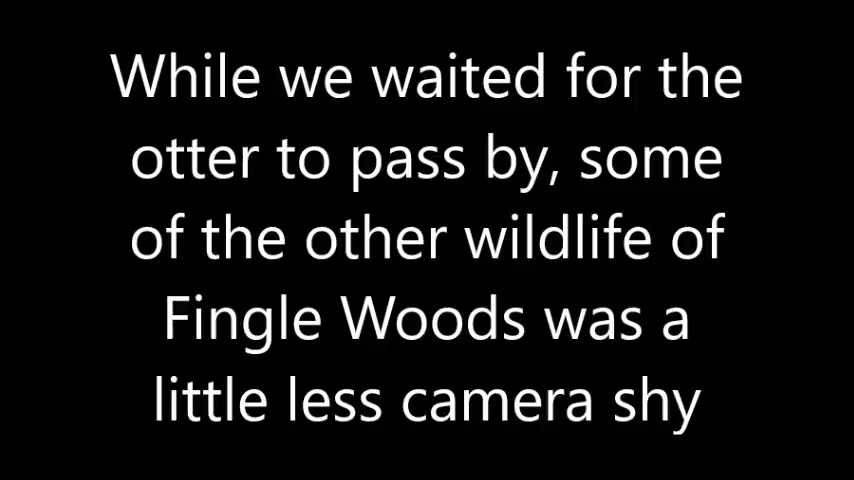 While we waited for the
otter to pass by, some
of the other wildlife of
Fingle Woods was a
little less camera shy